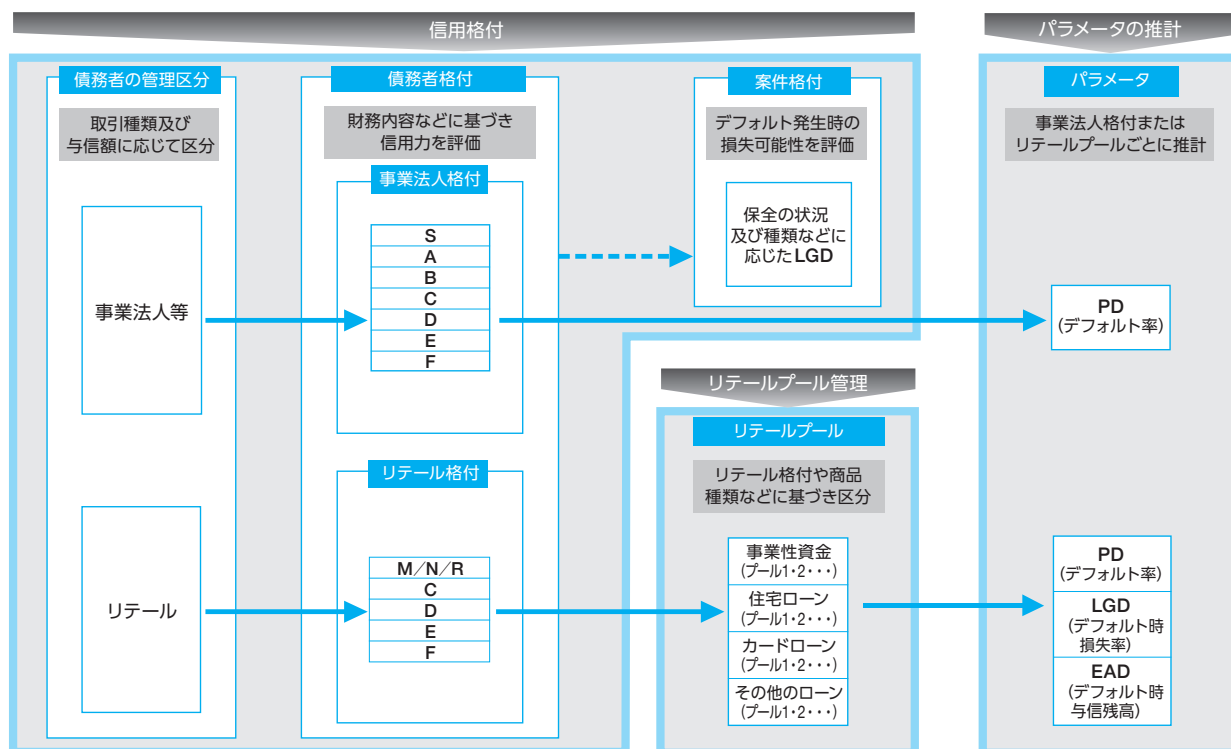 信用格付
パラメータの推計
債務者の管理区分
取引種類及び
与信額に応じて区分
事業法人等
リテール
債務者格付
財務内容などに基づき
信用力を評価
事業法人格付
S
A
B
C
D
E
F
リテール格付
M/N/R
C
D
E
F
案件格付
デフォルト発生時の
損失可能性を評価
保全の状況
及び種類などに
応じたLGD
リテールプール管理
リテールプール
リテール格付や商品
種類などに基づき区分
事業性資金
(プール1・2・・・)
住宅ローン
(プール1・2・・・)
カードローン
(プール1・2・・・)
その他のローン
(プール1・2・・・)
パラメータ
事業法人格付または
リテールプールごとに推計
PD
(デフォルト率)
PD
(デフォルト率)
LGD
(デフォルト時
損失率)
EAD
(デフォルト時
与信残高)